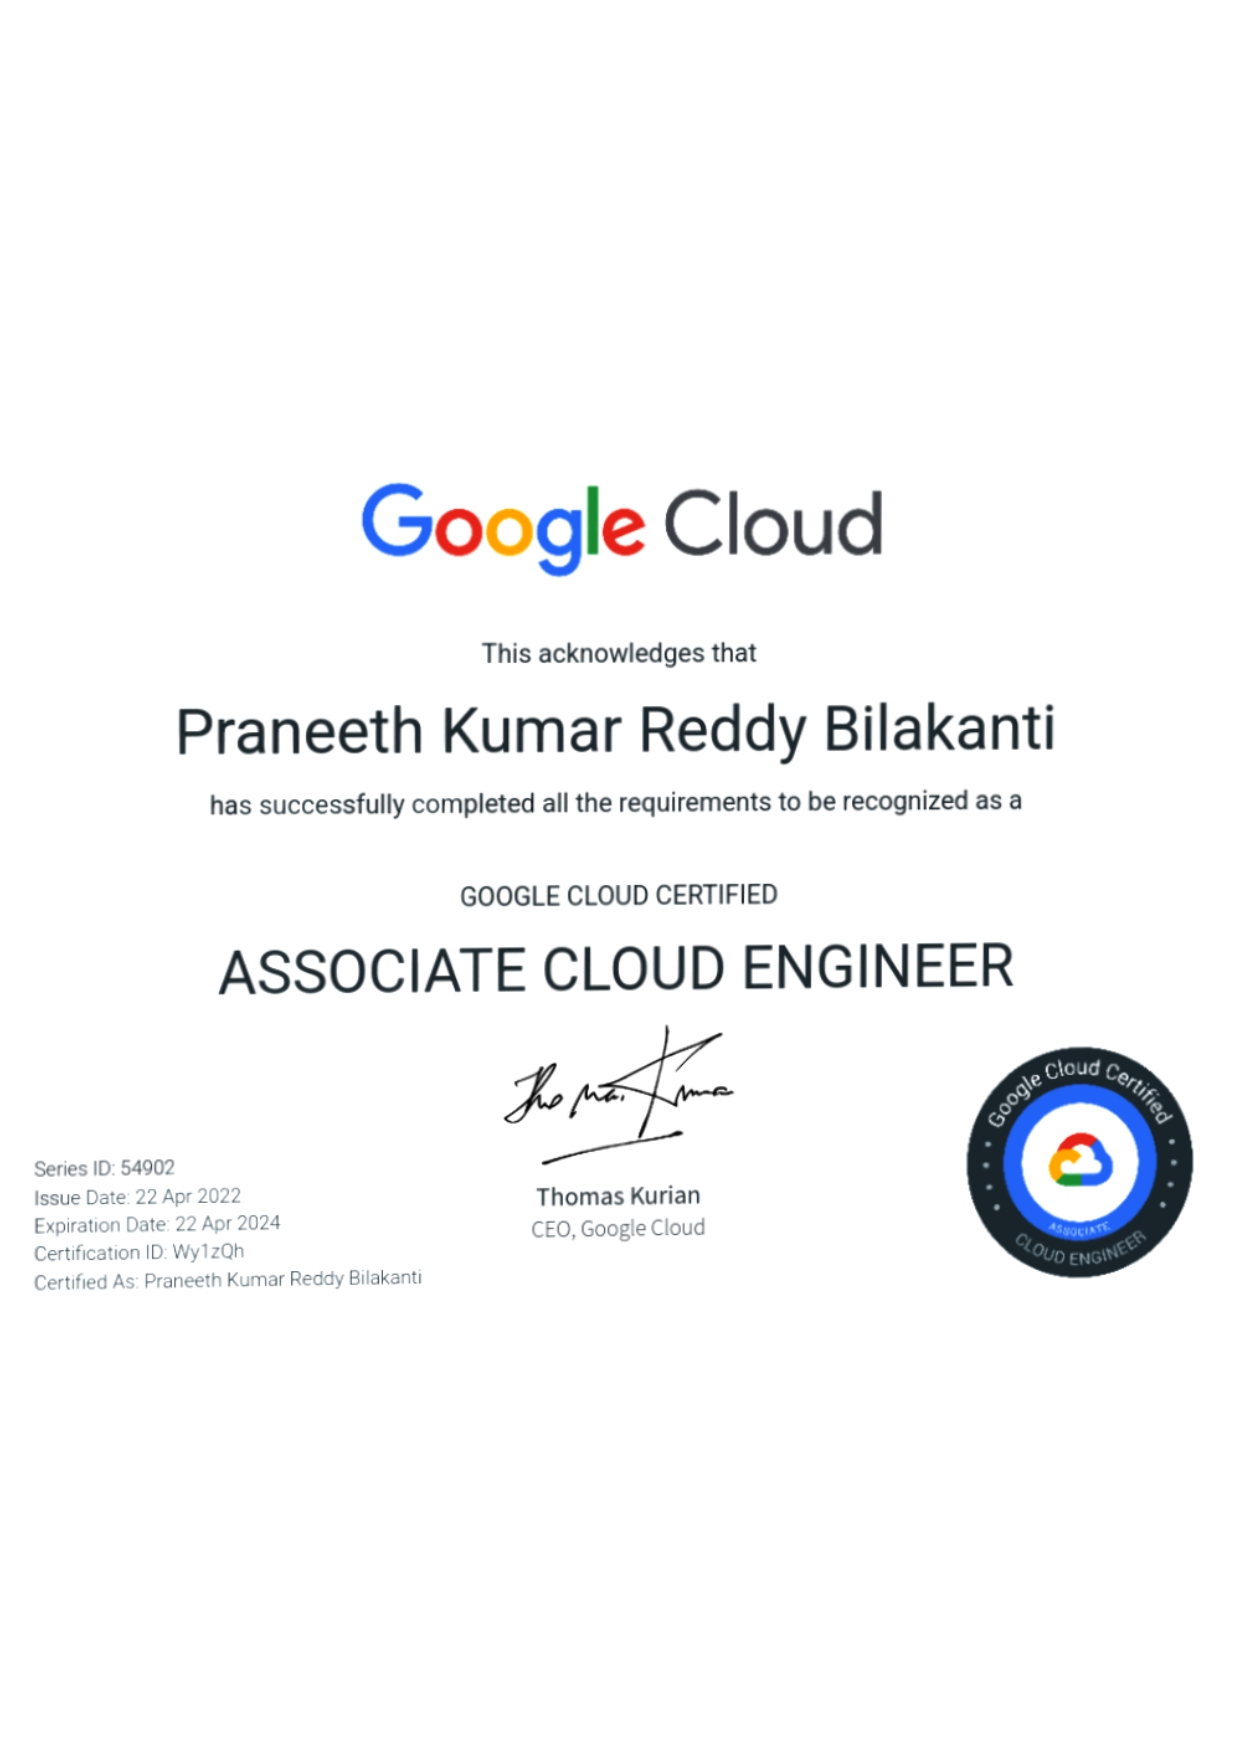 Google Cloud
This acknowledges that
Praneeth Kumar Reddy Bilakanti
has successfully completed all the requirements to be recognized as a
GOOGLE CLOUD CERTIFIED
ASSOCIATE CLOUD ENGINEER
Thomas Kurian
Thomas Kurian
CEO, Google Cloud
Series ID: 54902
Issue Date: 22 Apr 2022
Expiration Date: 22 Apr 2024
Certification ID: Wy1zQh
Certified As: Praneeth Kumar Reddy Bilakanti
Google Cloud Certified
ASSOCIATE
CLOUD ENGINEER